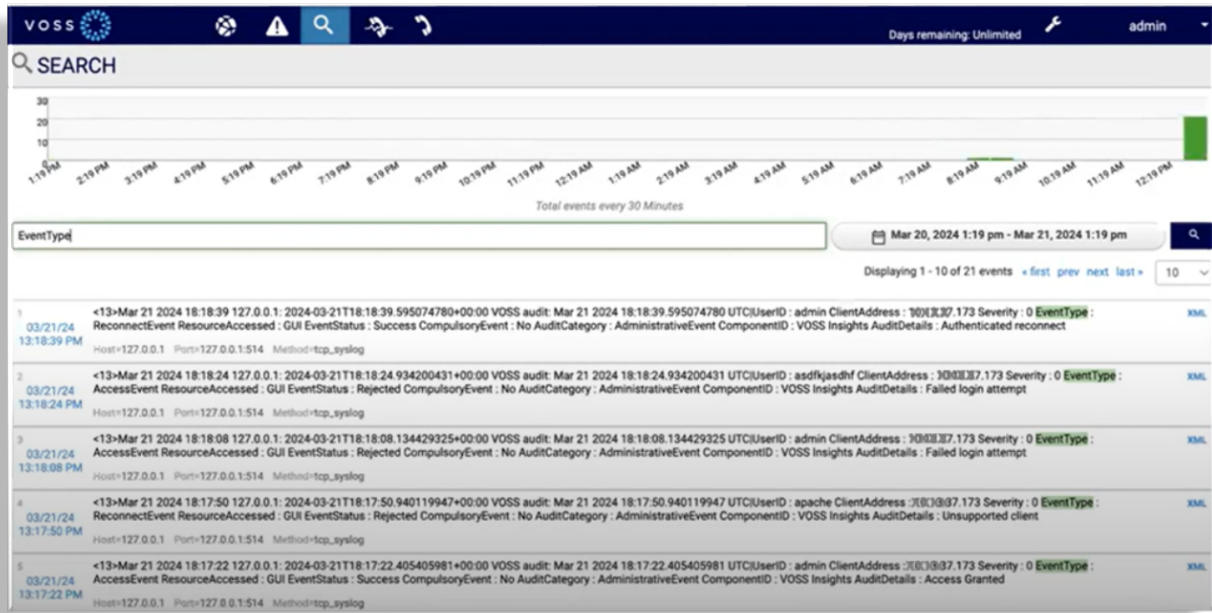 VOSS
Days remaining: Unlimited
admin
SEARCH
30
20
10
0
1:19 PM 2:19 PM 3:19 PM 4:19 PM 5:19 PM 6:19 PM 7:19 PM 8:19 PM 9:19 PM 10:19 PM 11:19 PM 12:19 AM 1:19 AM 2:19 AM 3:19 AM 4:19 AM 5:19 AM 6:19 AM 7:19 AM 8:19 AM 9:19 AM 10:19 AM 11:19 AM 12:19 PM
Total events every 30 Minutes
EventType
Mar 20, 2024 1:19 pm - Mar 21, 2024 1:19 pm
Displaying 1 - 10 of 21 events « first prev next last » 10
1
03/21/24
13:18:39 PM
<13>Mar 21 2024 18:18:39 127.0.0.1: 2024-03-21T18:18:39.595074780+00:00 VOSS audit: Mar 21 2024 18:18:39.595074780 UTC|UserID : admin ClientAddress : 7.173 Severity : 0 EventType :
ReconnectEvent ResourceAccessed : GUI EventStatus : Success CompulsoryEvent : No AuditCategory : AdministrativeEvent ComponentID : VOSS Insights AuditDetails : Authenticated reconnect
Host=127.0.0.1 Port=127.0.0.1:514 Method=tcp_syslog
XML
2
03/21/24
13:18:24 PM
<13>Mar 21 2024 18:18:24 127.0.0.1: 2024-03-21T18:18:24.934200431+00:00 VOSS audit: Mar 21 2024 18:18:24.934200431 UTC|UserID : asdfkjasdhf ClientAddress : 7.173 Severity : 0 EventType :
AccessEvent ResourceAccessed : GUI EventStatus : Rejected CompulsoryEvent : No AuditCategory : AdministrativeEvent ComponentID : VOSS Insights AuditDetails : Failed login attempt
Host=127.0.0.1 Port=127.0.0.1:514 Method=tcp_syslog
XML
3
03/21/24
13:18:08 PM
<13>Mar 21 2024 18:18:08 127.0.0.1: 2024-03-21T18:18:08.134429325+00:00 VOSS audit: Mar 21 2024 18:18:08.134429325 UTC|UserID : admin ClientAddress : 7.173 Severity : 0 EventType :
AccessEvent ResourceAccessed : GUI EventStatus : Rejected CompulsoryEvent : No AuditCategory : AdministrativeEvent ComponentID : VOSS Insights AuditDetails : Failed login attempt
Host=127.0.0.1 Port=127.0.0.1:514 Method=tcp_syslog
XML
4
03/21/24
13:17:50 PM
<13>Mar 21 2024 18:17:50 127.0.0.1: 2024-03-21T18:17:50.940119947+00:00 VOSS audit: Mar 21 2024 18:17:50.940119947 UTC|UserID : apache ClientAddress : 37.173 Severity : 0 EventType :
ReconnectEvent ResourceAccessed : GUI EventStatus : Rejected CompulsoryEvent : No AuditCategory : AdministrativeEvent ComponentID : VOSS Insights AuditDetails : Unsupported client
Host=127.0.0.1 Port=127.0.0.1:514 Method=tcp_syslog
XML
5
03/21/24
13:17:22 PM
<13>Mar 21 2024 18:17:22 127.0.0.1: 2024-03-21T18:17:22.405405981+00:00 VOSS audit: Mar 21 2024 18:17:22.405405981 UTC|UserID : admin ClientAddress : 37.173 Severity : 0 EventType :
AccessEvent ResourceAccessed : GUI EventStatus : Success CompulsoryEvent : No AuditCategory : AdministrativeEvent ComponentID : VOSS Insights AuditDetails : Access Granted
Host=127.0.0.1 Port=127.0.0.1:514 Method=tcp_syslog
XML